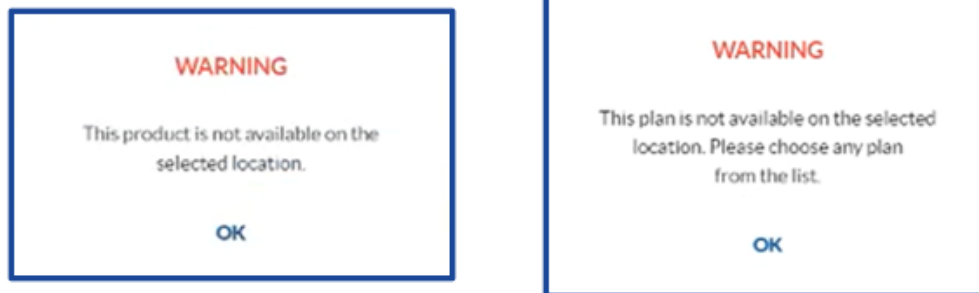 WARNING
This product is not available on the
selected location.
OK
WARNING
This plan is not available on the selected
location. Please choose any plan
from the list.
OK